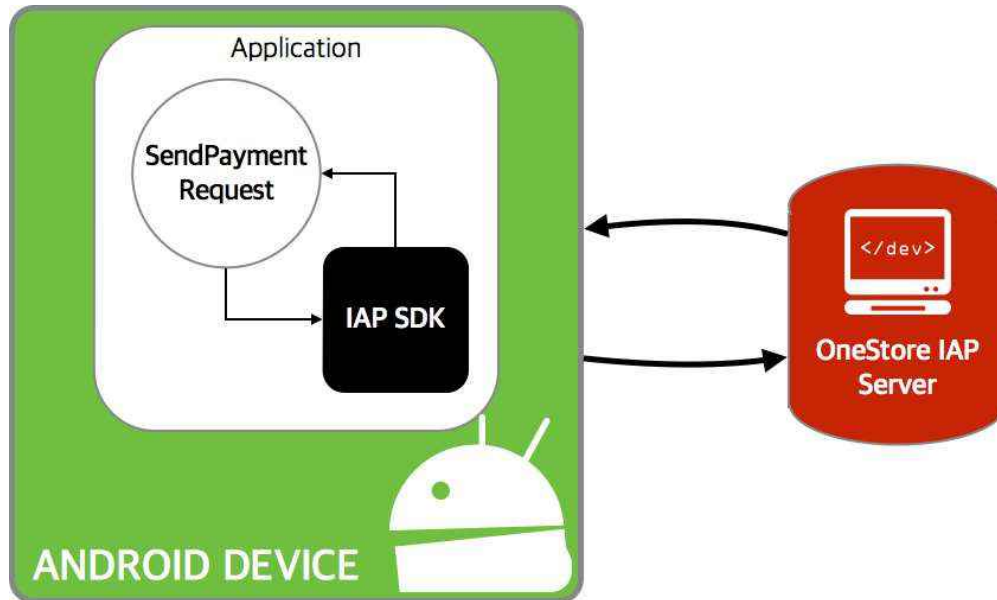 Application
SendPayment
Request
IAP SDK
</dev>
OneStore IAP
Server
ANDROID DEVICE